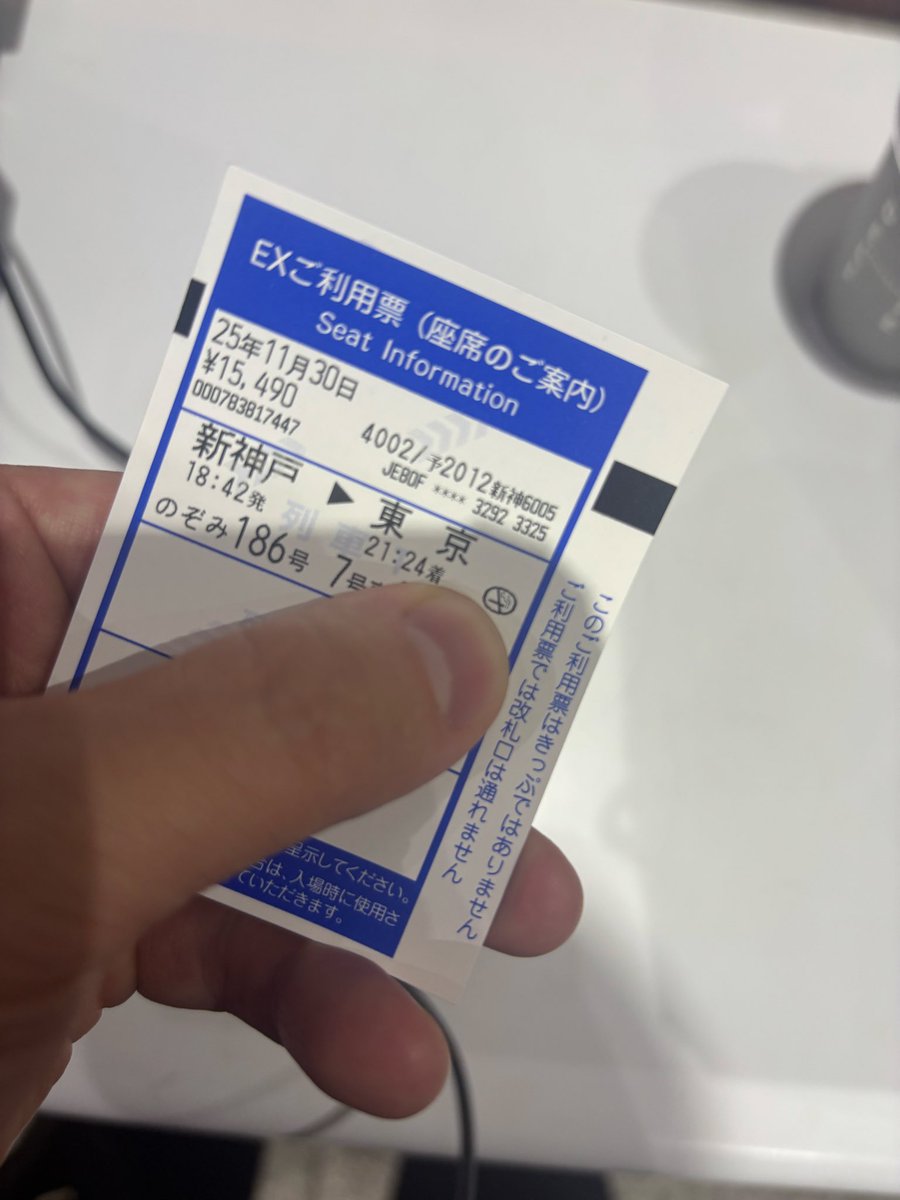 EXご利用票（座席のご案内）
Seat Information
25年11月30日
¥15,490
000783817447
4002/予2012新神6005
JEBDF **** 3292 3325
新神戸 ▶ 東京
18:42発 21:24着
のぞみ186号 7号
このご利用票はきっぷではありません
ご利用票では改札口は通れません
呈示してください。
は、入場時に使用さ
ていただきます。